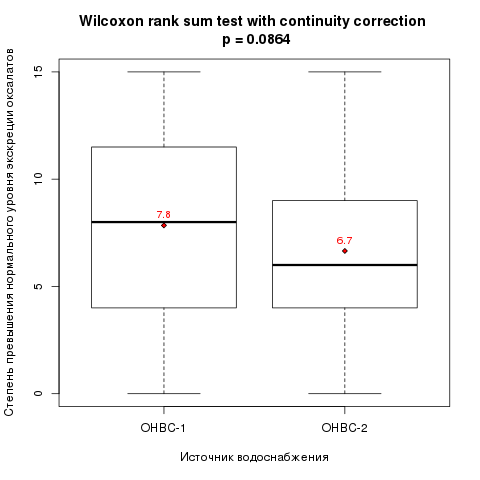 Wilcoxon rank sum test with continuity correction
p = 0.0864
Степень превышения нормального уровня экскреции оксалатов
15
10
5
0
7.8
6.7
ОНВС-1
ОНВС-2
Источник водоснабжения